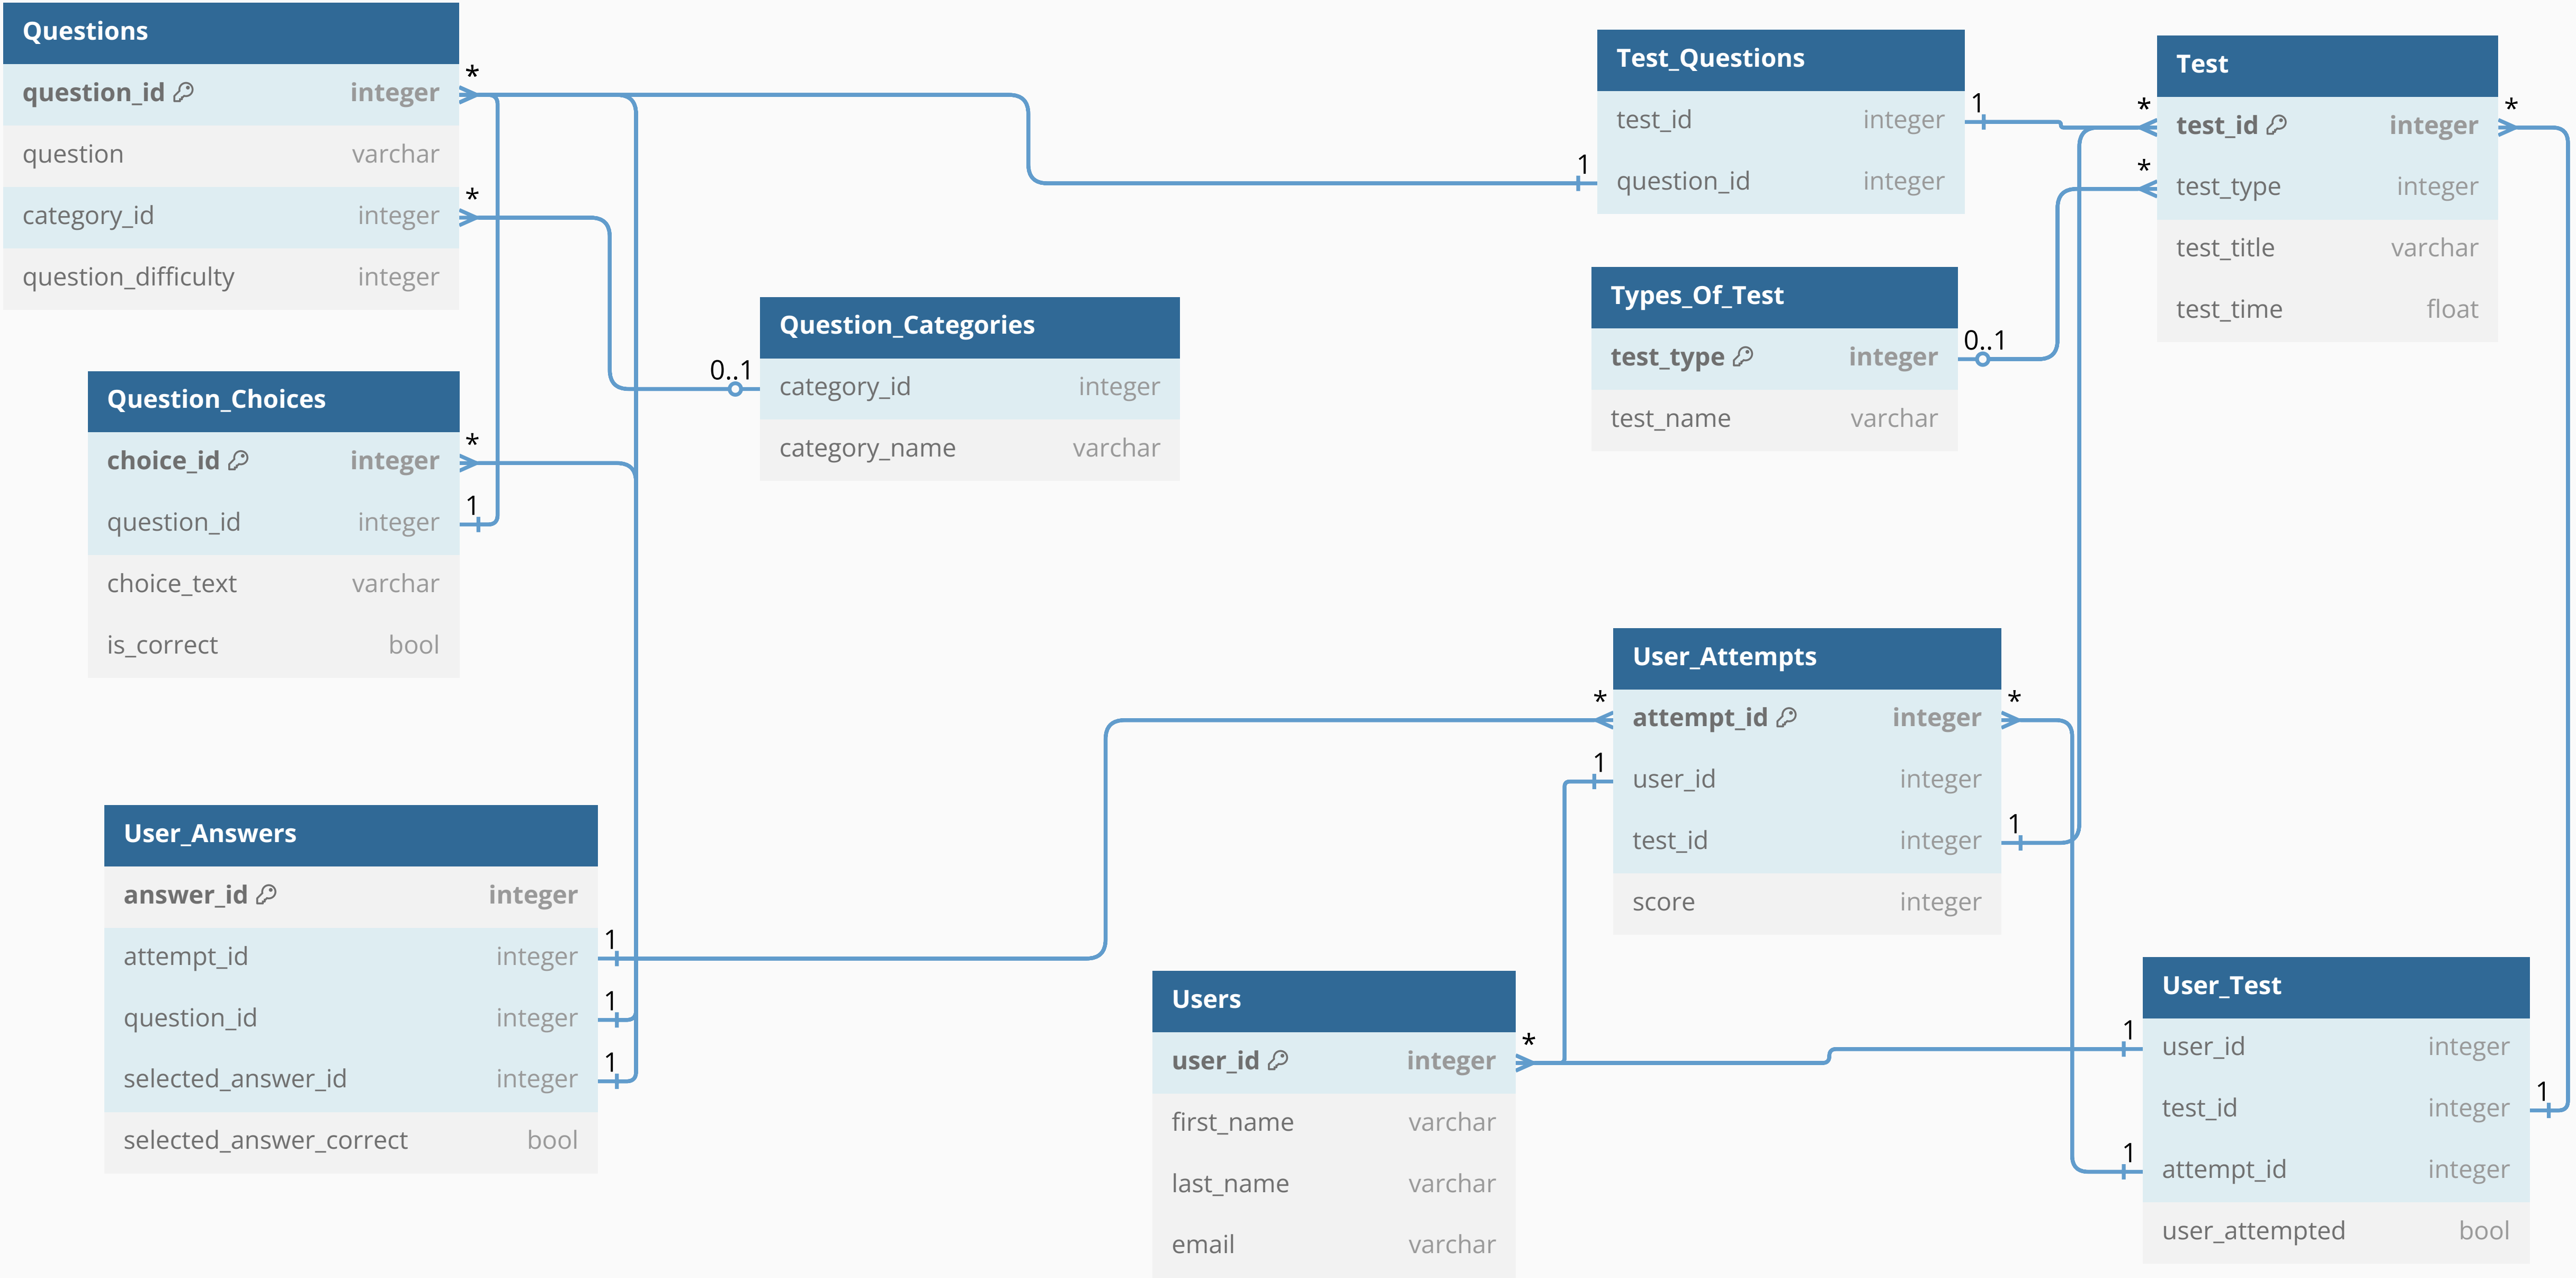 Questions
question_id integer
question varchar
category_id integer
question_difficulty integer
*
*
Question_Choices
choice_id integer
question_id integer
choice_text varchar
is_correct bool
*
1
Question_Categories
category_id integer
category_name varchar
0..1
User_Answers
answer_id integer
attempt_id integer
question_id integer
selected_answer_id integer
selected_answer_correct bool
1
1
1
Test_Questions
test_id integer
question_id integer
1
1
Types_Of_Test
test_type integer
test_name varchar
0..1
Test
test_id integer
test_type integer
test_title varchar
test_time float
*
*
*
User_Attempts
attempt_id integer
user_id integer
test_id integer
score integer
*
*
1
1
Users
user_id integer
first_name varchar
last_name varchar
email varchar
*
User_Test
user_id integer
test_id integer
attempt_id integer
user_attempted bool
1
1
1